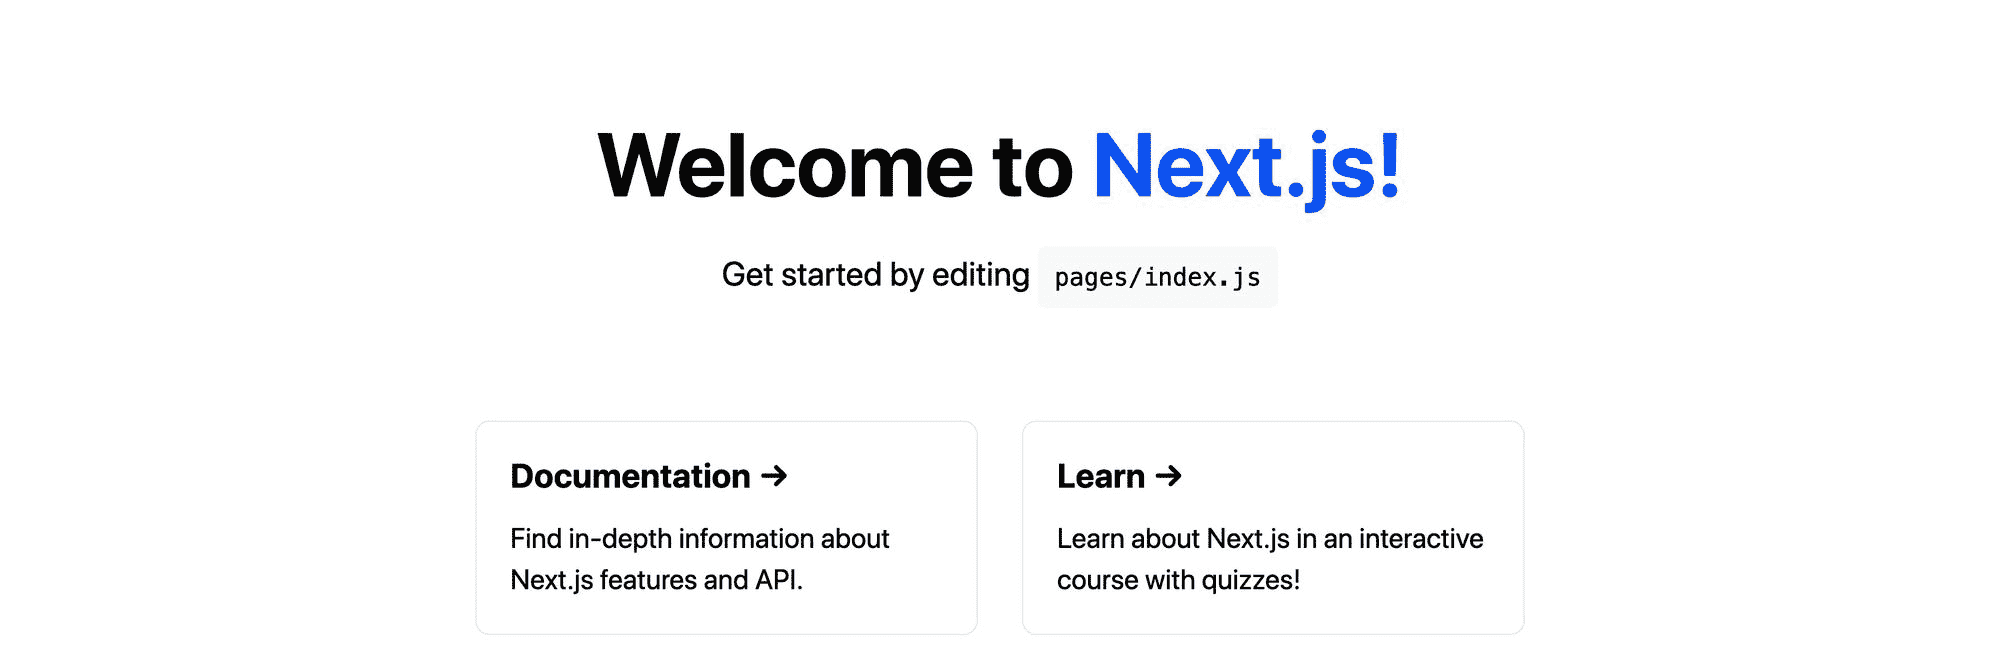 Welcome to Next.js!
Get started by editing pages/index.js
Documentation →
Find in-depth information about
Next.js features and API.
Learn →
Learn about Next.js in an interactive
course with quizzes!